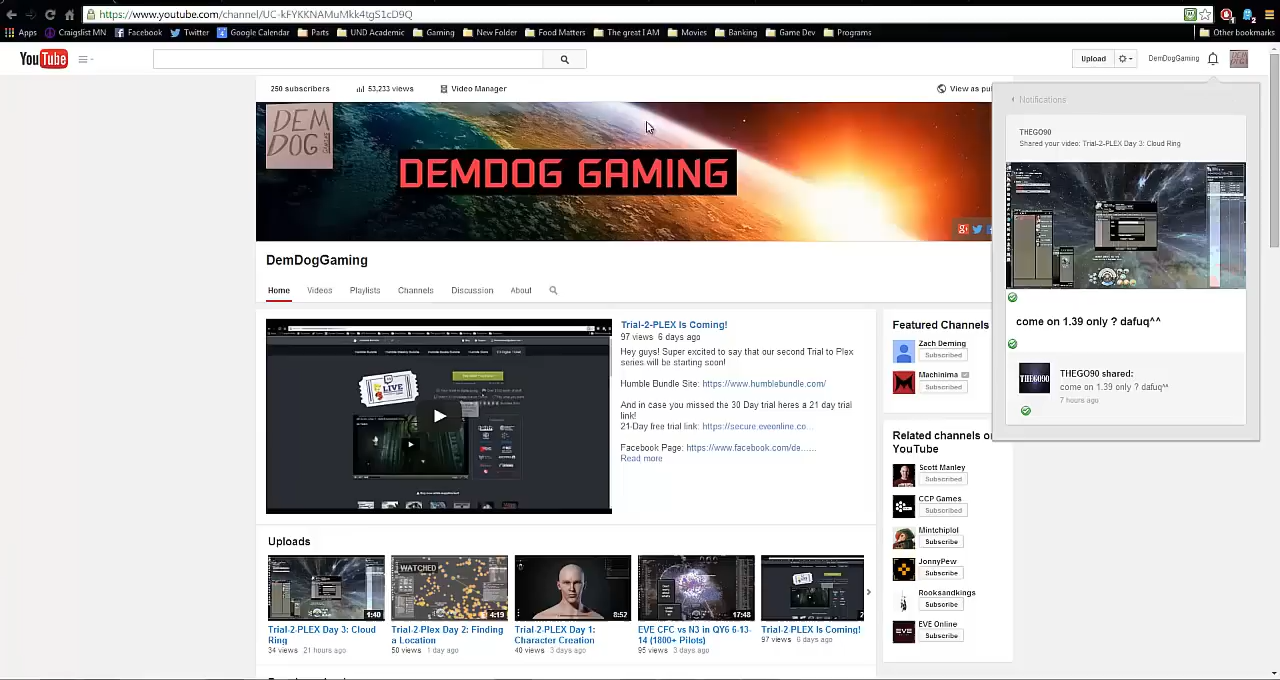 https://www.youtube.com/channel/UC-kFYKKNAMuMkk4tgS1cD9Q
Apps Craigslist MN Facebook Twitter Google Calendar Parts UND Academic Gaming New Folder Food Matters The great I AM Movies Banking Game Dev Programs Other bookmarks
YouTube Upload DemDogGaming
250 subscribers 53,233 views Video Manager View as pu
DEM DOG GAMING
DEMDOG GAMING
DemDogGaming
Home Videos Playlists Channels Discussion About
Trial-2-PLEX Is Coming!
97 views 6 days ago
Hey guys! Super excited to say that our second Trial to Plex
series will be starting soon!
Humble Bundle Site: https://www.humblebundle.com/
And in case you missed the 30 Day trial heres a 21 day trial
link!
21-Day free trial link: https://secure.eveonline.co...
Facebook Page: https://www.facebook.com/de......
Read more
LIVE
Uploads
WATCHED
1:40 4:19 8:52 17:48 2
Trial-2-PLEX Day 3: Cloud
Ring
34 views 21 hours ago
Trial-2-Plex Day 2: Finding
a Location
50 views 1 day ago
Trial-2-PLEX Day 1:
Character Creation
40 views 3 days ago
EVE CFC vs N3 in QY6 6-13-
14 (1800+ Pilots)
95 views 3 days ago
Trial-2-PLEX Is Coming!
97 views 6 days ago
Featured Channels
Zach Deming
Subscribed
Machinima
Subscribed
Related channels o
YouTube
Scott Manley
Subscribed
CCP Games
Subscribed
Mintchiplol
Subscribe
JonnyPew
Subscribe
Rooksandkings
Subscribe
EVE Online
Subscribe
Notifications
THEGO90
Shared your video: Trial-2-PLEX Day 3: Cloud Ring
come on 1.39 only ? dafuq^^
THEGO90
THEGO90 shared:
come on 1.39 only ? dafuq^^
7 hours ago